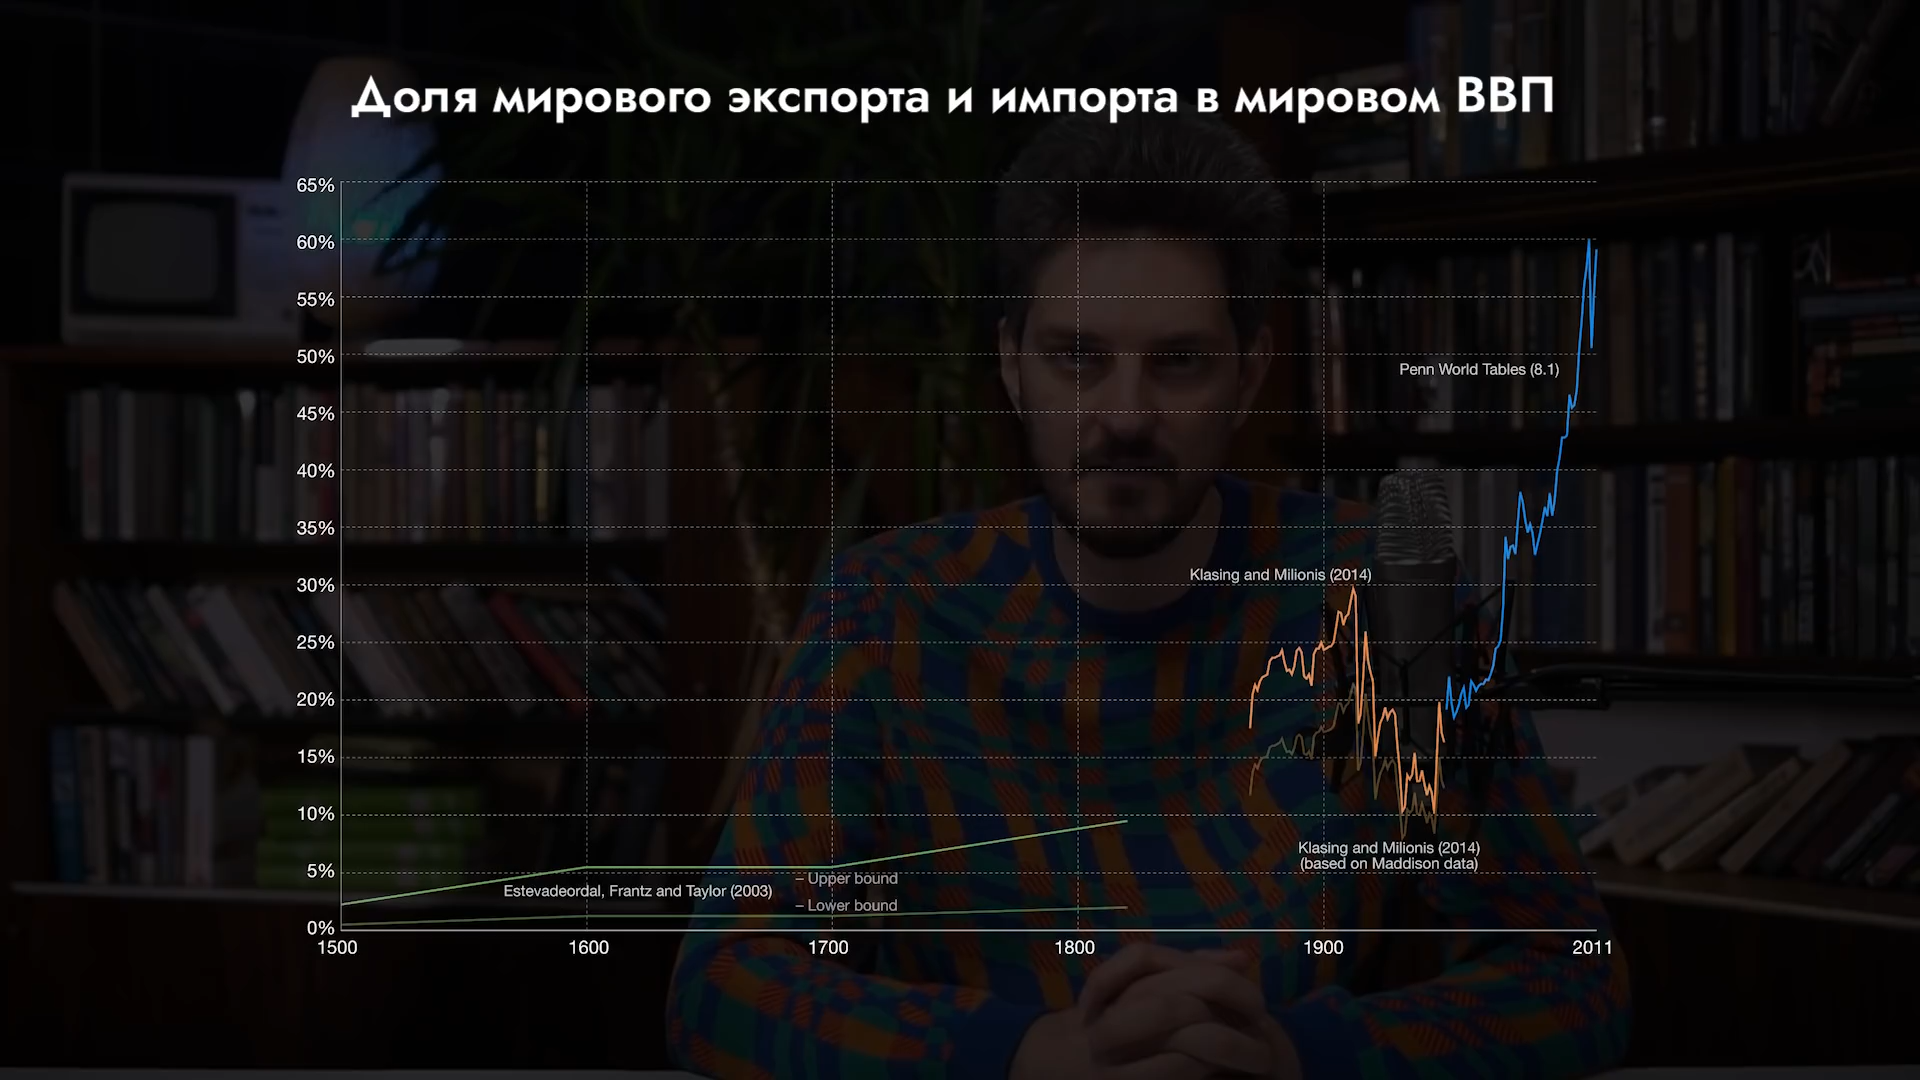 Доля мирового экспорта и импорта в мировом ВВП
65%
60%
55%
50%
Penn World Tables (8.1)
45%
40%
35%
30%
Klasing and Milionis (2014)
25%
20%
15%
10%
Klasing and Milionis (2014)
(based on Maddison data)
5%
Estevadeordal, Frantz and Taylor (2003)
– Upper bound
– Lower bound
0%
1500
1600
1700
1800
1900
2011